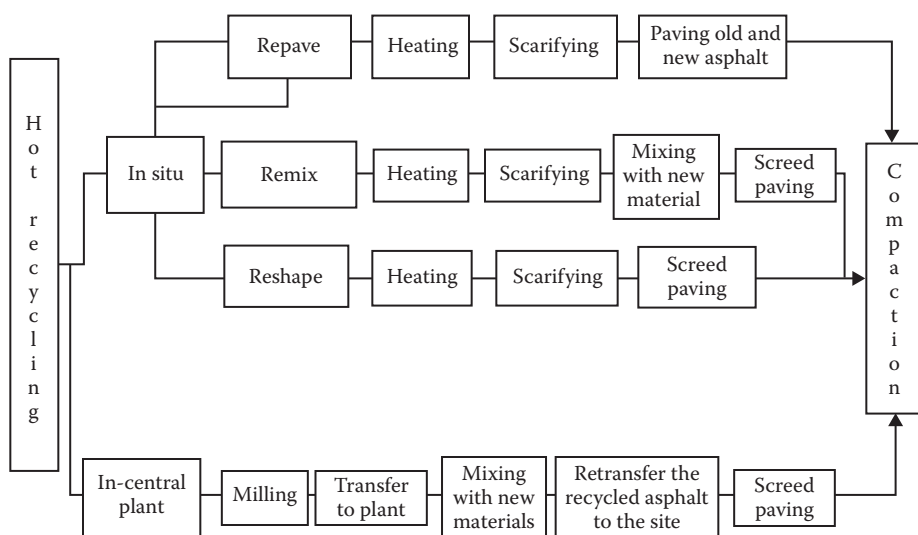 Hot recycling
Repave
Heating
Scarifying
Paving old and
new asphalt
In situ
Remix
Heating
Scarifying
Mixing
with new
material
Screed
paving
Reshape
Heating
Scarifying
Screed
paving
Compaction
In-central
plant
Milling
Transfer
to plant
Mixing
with new
materials
Retransfer the
recycled asphalt
to the site
Screed
paving